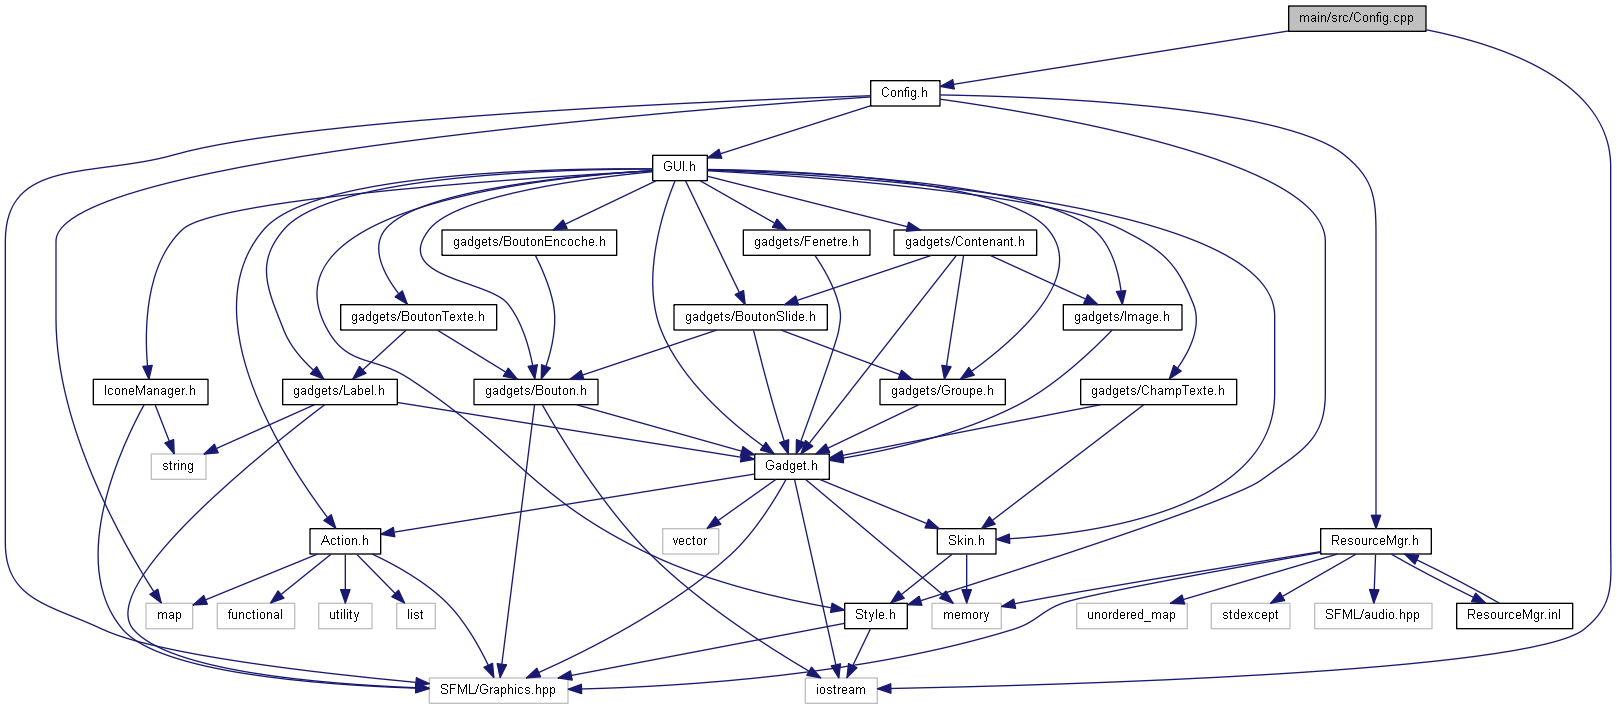 main/src/Config.cpp
Config.h
GUI.h
gadgets/BoutonEncoche.h
gadgets/Fenetre.h
gadgets/Contenant.h
gadgets/BoutonTexte.h
gadgets/BoutonSlide.h
gadgets/Image.h
IconeManager.h
gadgets/Label.h
gadgets/Bouton.h
gadgets/Groupe.h
gadgets/ChampTexte.h
string
Gadget.h
Action.h
vector
Skin.h
ResourceMgr.h
map
functional
utility
list
Style.h
memory
unordered_map
stdexcept
SFML/audio.hpp
ResourceMgr.inl
SFML/Graphics.hpp
iostream